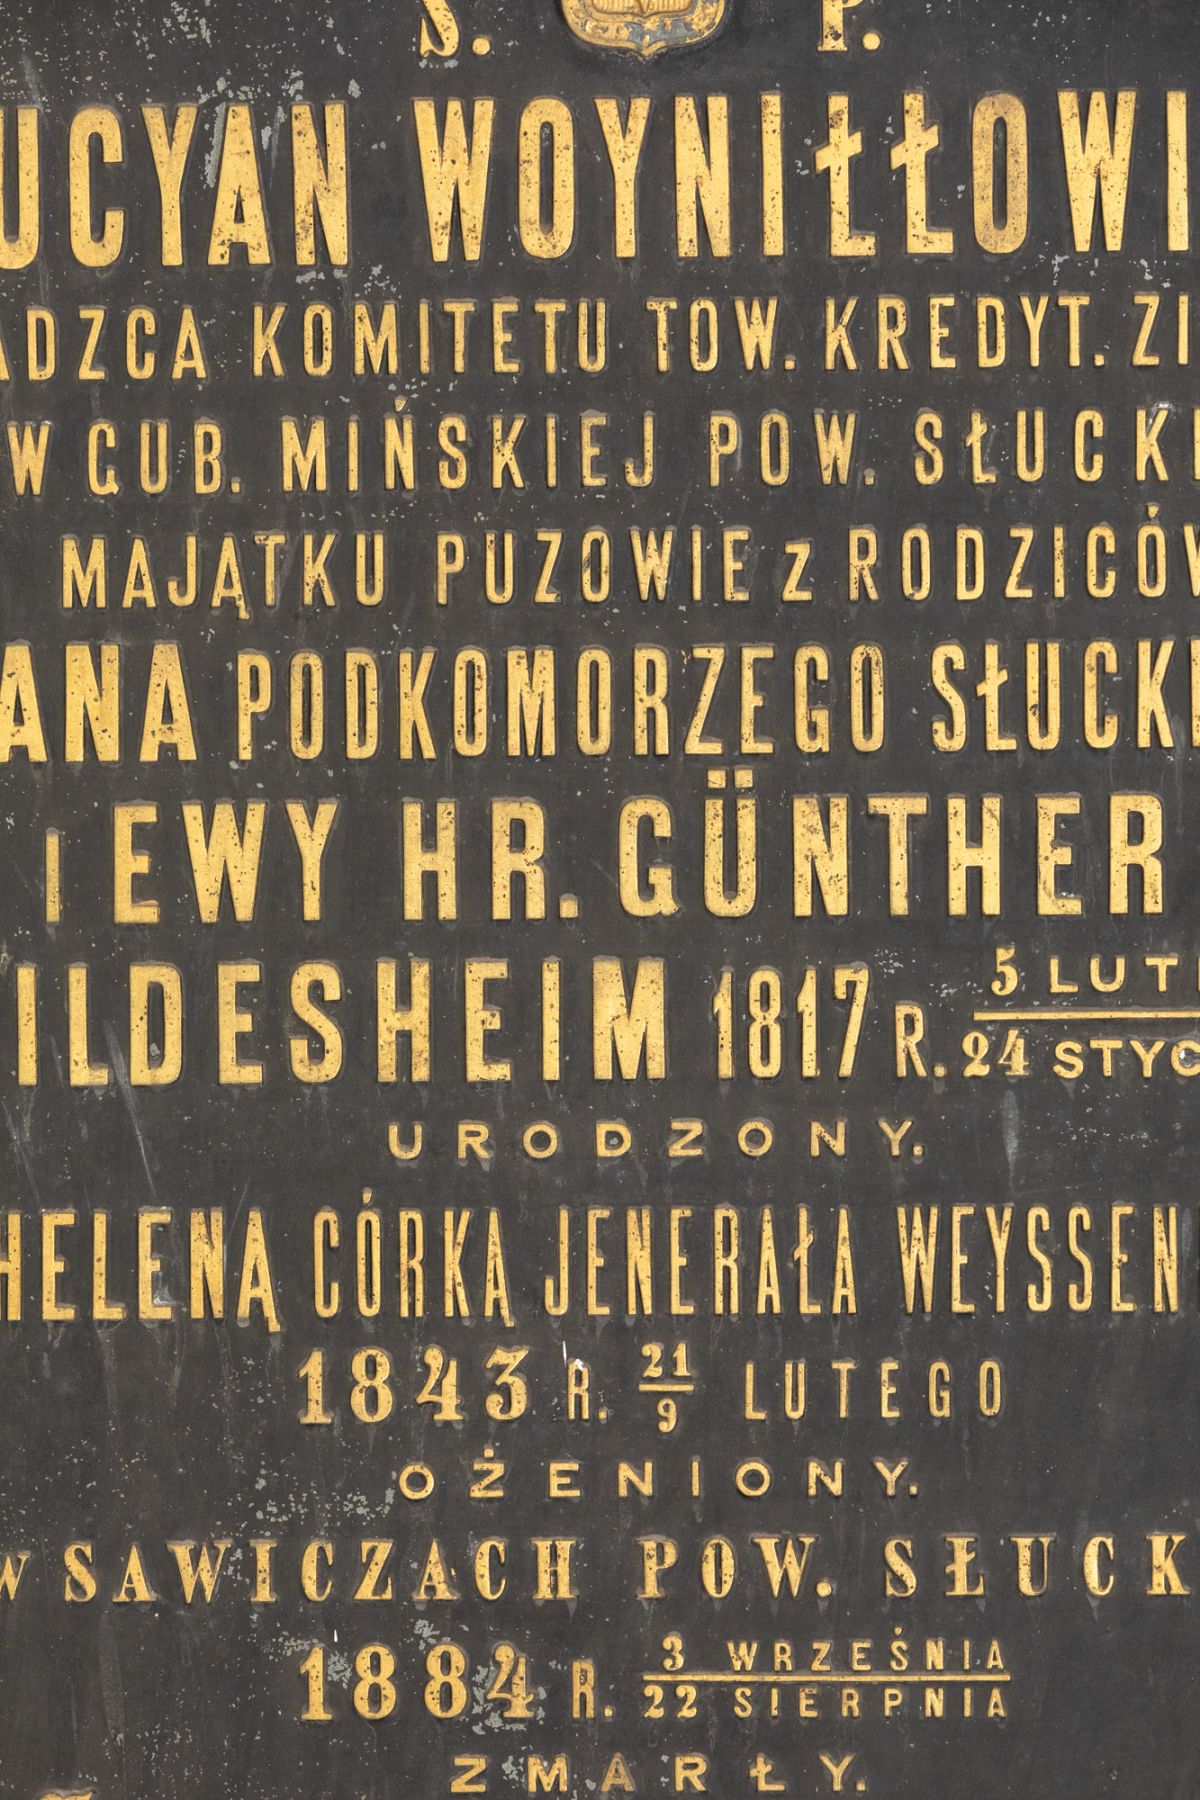 S. P.
UCYAN WOYNIŁŁOWI
ADZCA KOMITETU TOW. KREDYT. ZI
W GUB. MIŃSKIEJ POW. SŁUCK
MAJĄTKU PUZOWIE Z RODZICÓW
ANA PODKOMORZEGO SŁUCK
I EWY HR. GÜNTHER
ILDESHEIM 1817 R. 5 LUT
24 STYC
URODZONY.
HELENĄ CÓRKĄ JENERAŁA WEYSSEN
1843 R. 21/9 LUTEGO
OŻENIONY.
W SAWICZACH POW. SŁUCK
1884 R. 3 WRZEŚNIA
22 SIERPNIA
ZMARŁY.